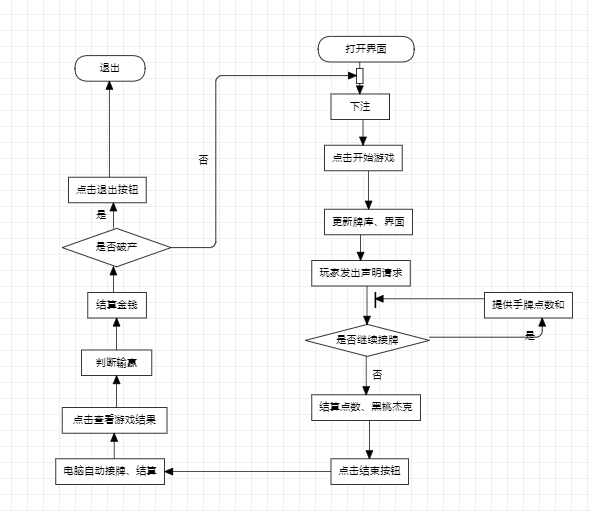 打开界面
下注
点击开始游戏
更新牌库、界面
玩家发出声明请求
提供手牌点数和
是否继续接牌
是
否
结算点数、黑桃杰克
点击结束按钮
电脑自动接牌、结算
点击查看游戏结果
判断输赢
结算金钱
是否破产
否
是
点击退出按钮
退出